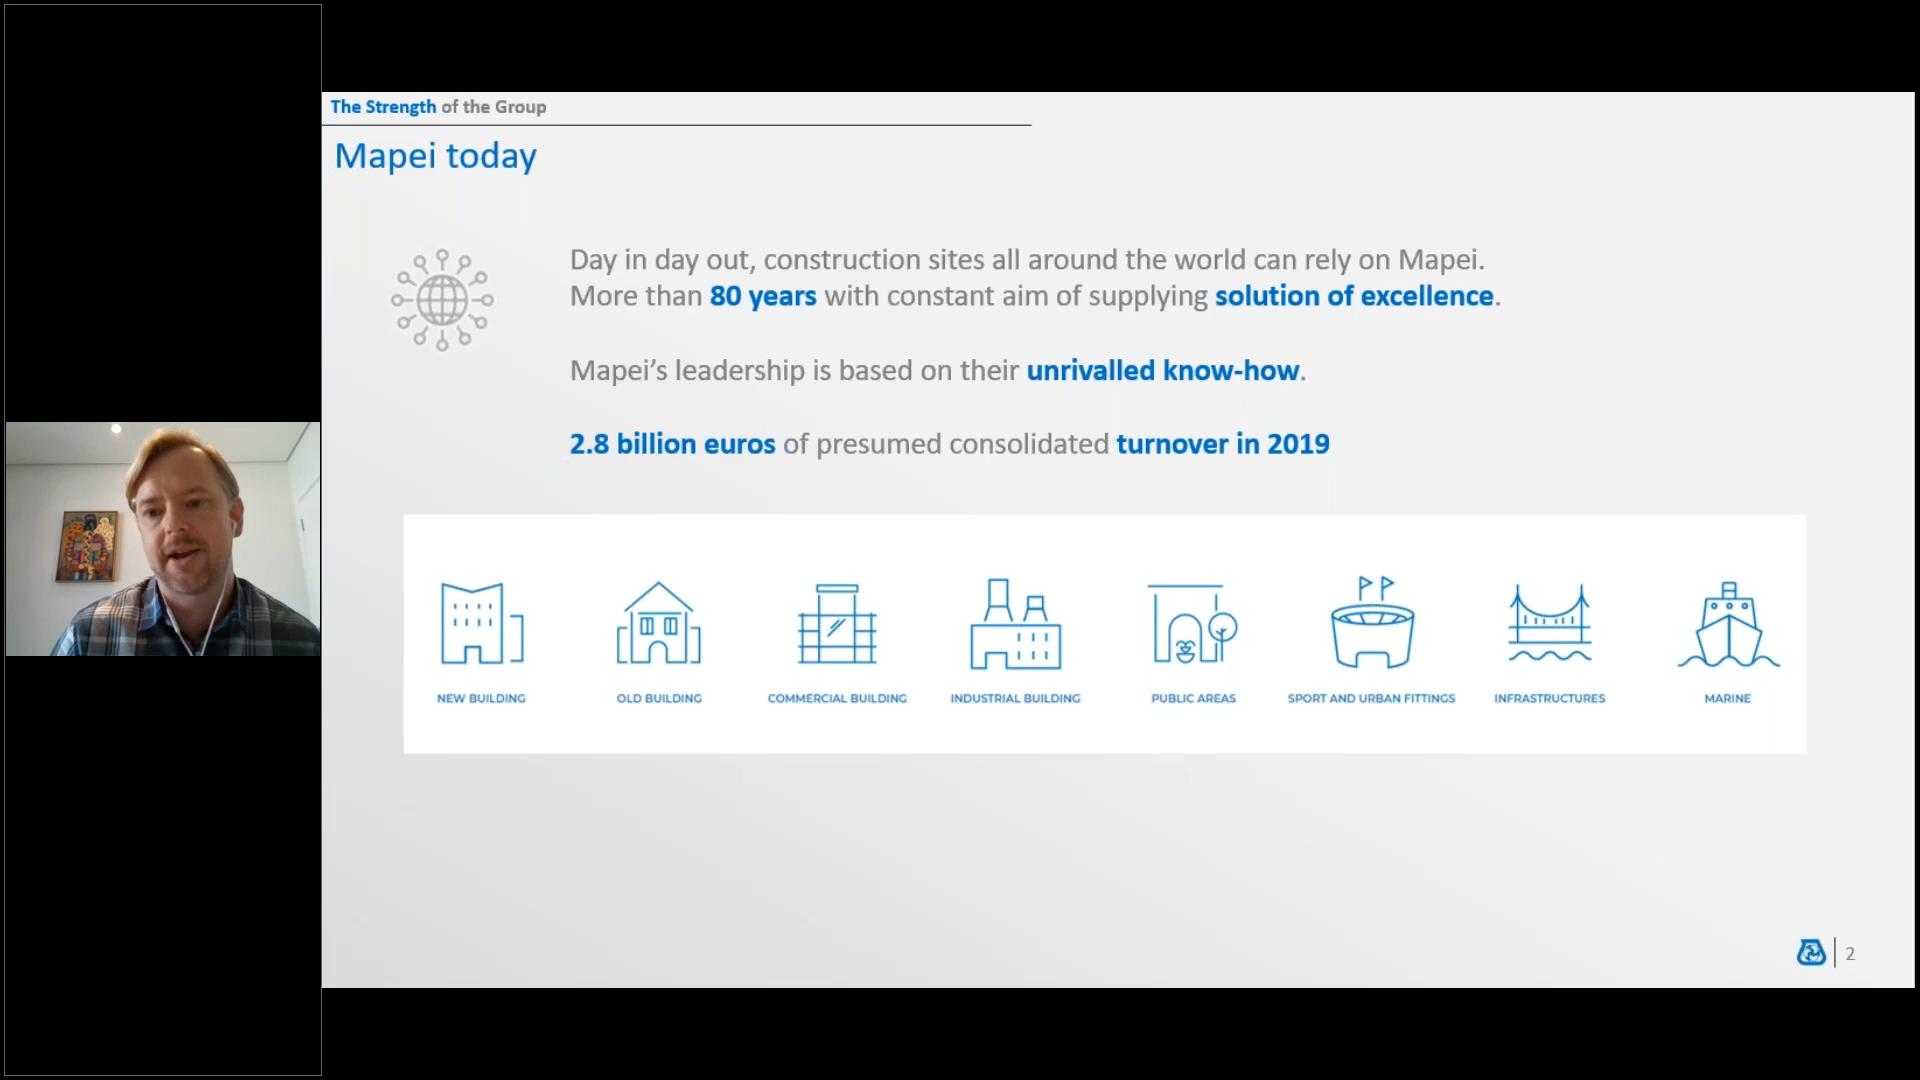 The Strength of the Group
Mapei today
Day in day out, construction sites all around the world can rely on Mapei.
More than 80 years with constant aim of supplying solution of excellence.
Mapei’s leadership is based on their unrivalled know-how.
2.8 billion euros of presumed consolidated turnover in 2019
NEW BUILDING
OLD BUILDING
COMMERCIAL BUILDING
INDUSTRIAL BUILDING
PUBLIC AREAS
SPORT AND URBAN FITTINGS
INFRASTRUCTURES
MARINE
2